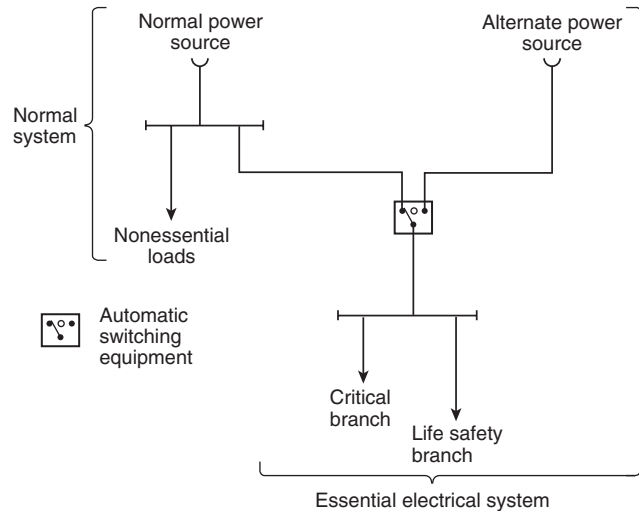 Normal power
source
Alternate power
source
Normal
system
Nonessential
loads
Automatic
switching
equipment
Critical
branch
Life safety
branch
Essential electrical system